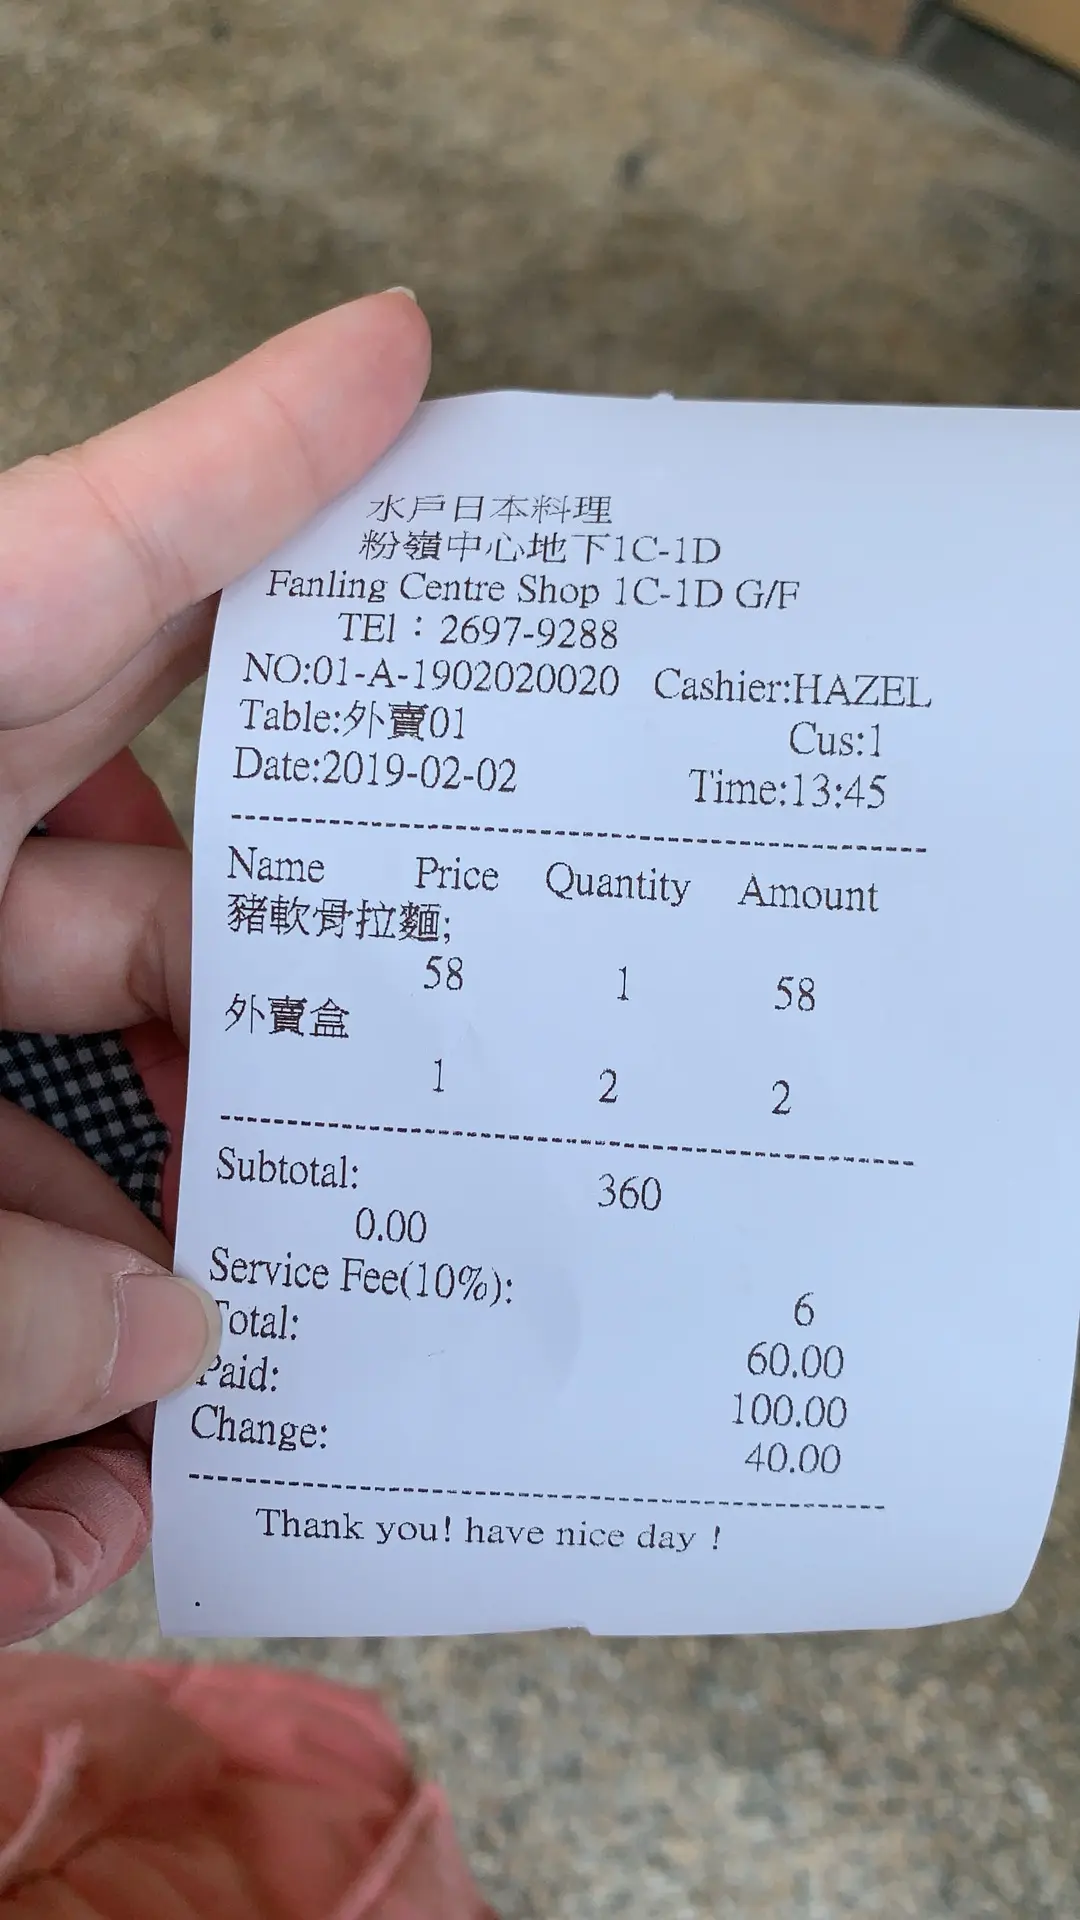 水戶日本料理
粉嶺中心地下1C-1D
Fanling Centre Shop 1C-1D G/F
TEl：2697-9288
NO:01-A-1902020020 Cashier:HAZEL
Table:外賣01 Cus:1
Date:2019-02-02 Time:13:45
Name Price Quantity Amount
豬軟骨拉麵;
58 1 58
外賣盒
1 2 2
Subtotal: 360
0.00
Service Fee(10%): 6
Total: 60.00
Paid: 100.00
Change: 40.00
Thank you! have nice day !